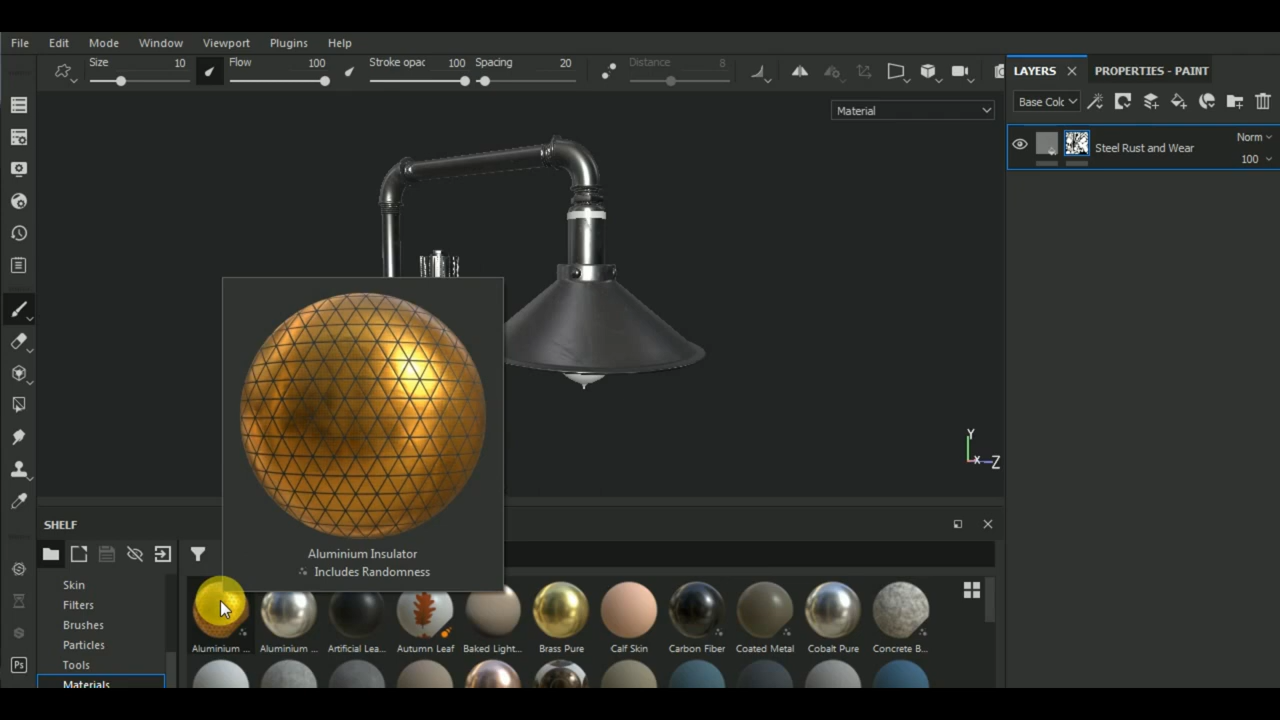 File Edit Mode Window Viewport Plugins Help
Size 10 Flow 100 Stroke opac 100 Spacing 20 Distance 8
LAYERS PROPERTIES - PAINT
Material
Base Colc
Norm
Steel Rust and Wear
100
Y
X
Z
SHELF
Aluminium Insulator
Includes Randomness
Skin
Filters
Brushes
Particles
Tools
Materials
Aluminium ... Aluminium ... Artificial Lea... Autumn Leaf Baked Light... Brass Pure Calf Skin Carbon Fiber Coated Metal Cobalt Pure Concrete B...
Ps